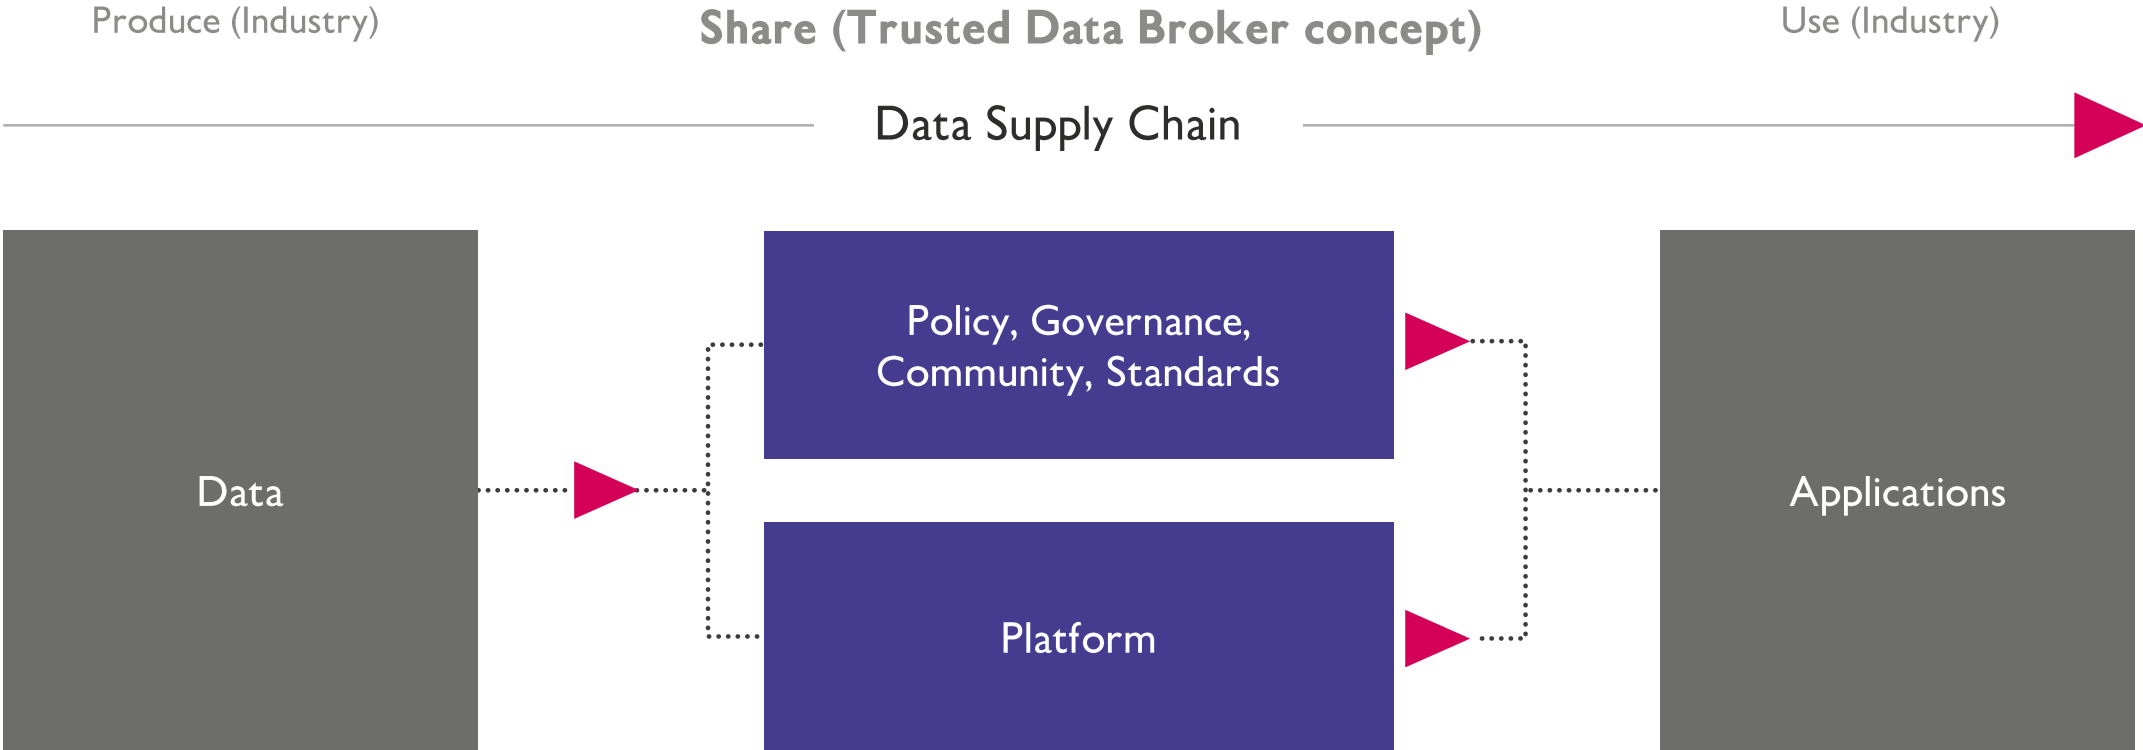 Produce (Industry)
Share (Trusted Data Broker concept)
Use (Industry)
Data Supply Chain
Data
Policy, Governance,
Community, Standards
Platform
Applications